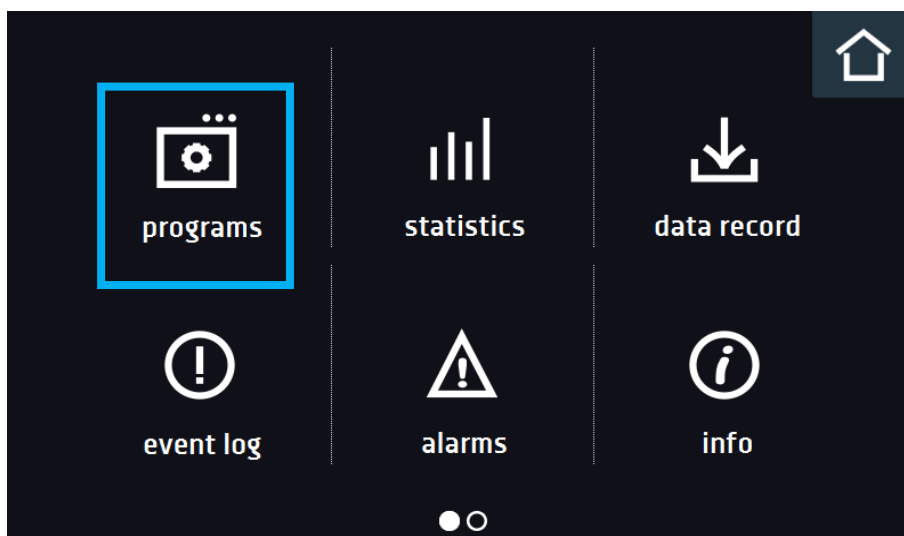 programs
statistics
data record
event log
alarms
info